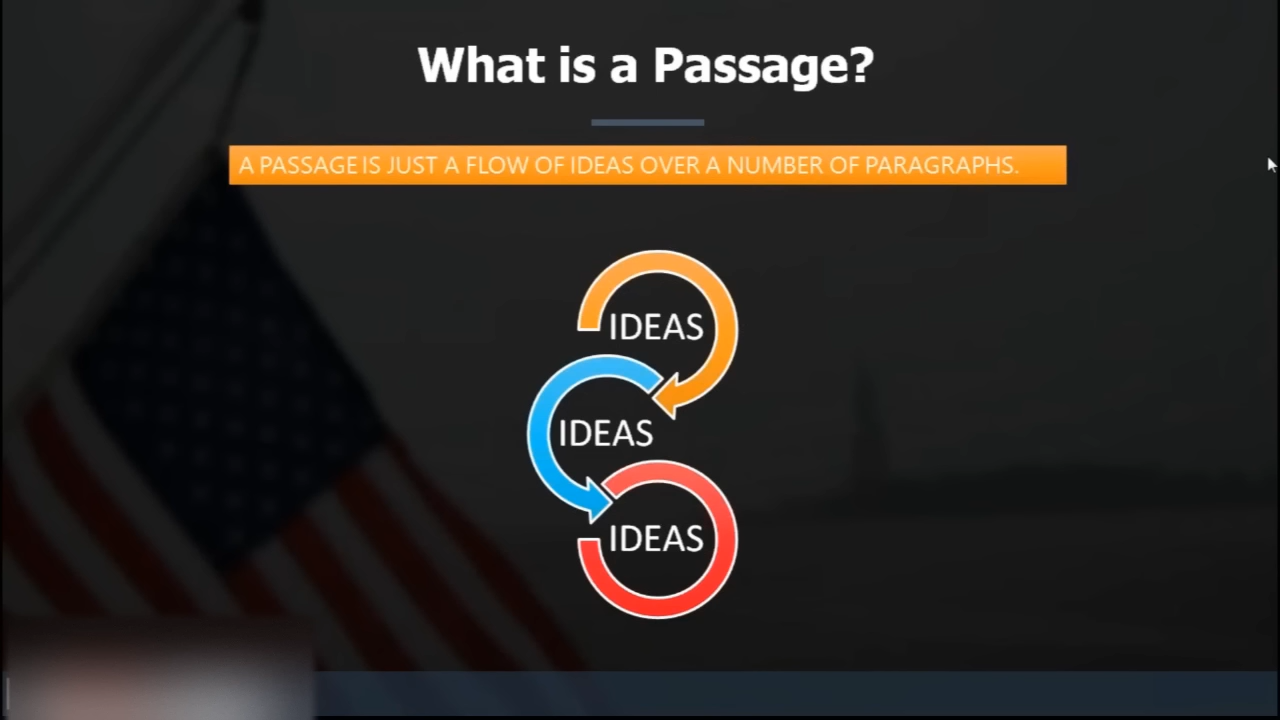 What is a Passage?
A PASSAGE IS JUST A FLOW OF IDEAS OVER A NUMBER OF PARAGRAPHS.
IDEAS
IDEAS
IDEAS